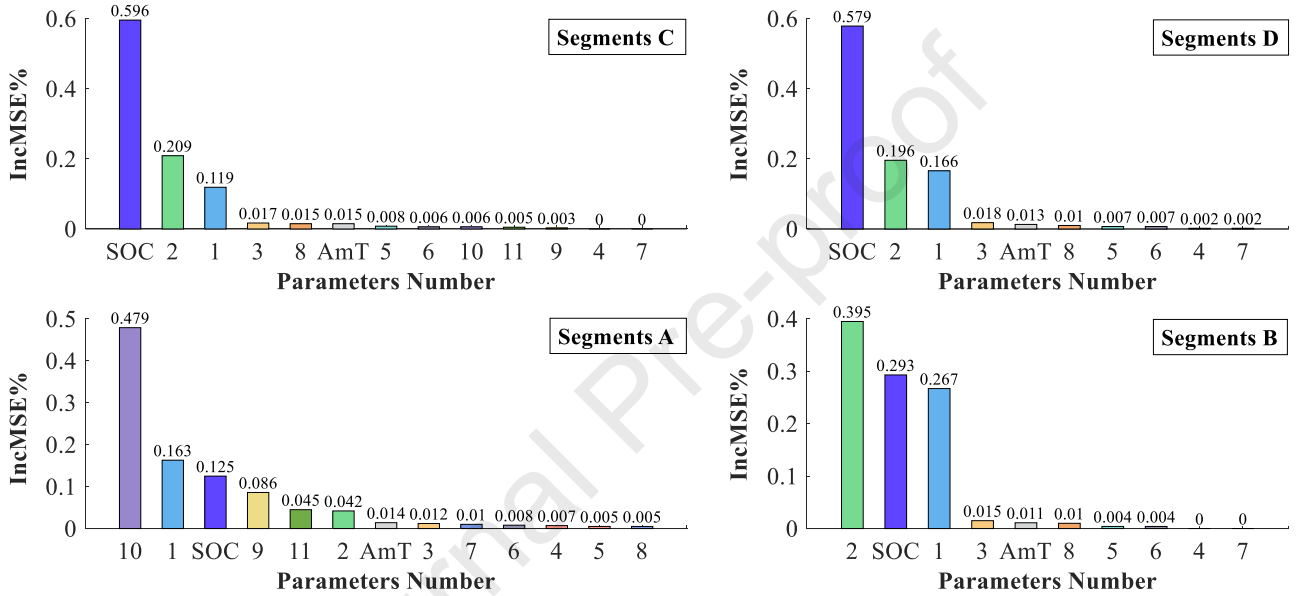 Segments C
IncMSE%
0.6
0.4
0.2
0
0.596
0.209
0.119
0.017 0.015 0.015 0.008 0.006 0.006 0.005 0.003 0 0
SOC 2 1 3 8 AmT 5 6 10 11 9 4 7
Parameters Number
Segments D
IncMSE%
0.6
0.4
0.2
0
0.579
0.196
0.166
0.018 0.013 0.01 0.007 0.007 0.002 0.002
SOC 2 1 3 AmT 8 5 6 4 7
Parameters Number
Segments A
IncMSE%
0.5
0.4
0.3
0.2
0.1
0
0.479
0.163
0.125
0.086
0.045 0.042
0.014 0.012 0.01 0.008 0.007 0.005 0.005
10 1 SOC 9 11 2 AmT 3 7 6 4 5 8
Parameters Number
Segments B
IncMSE%
0.4
0.3
0.2
0.1
0
0.395
0.293
0.267
0.015 0.011 0.01 0.004 0.004 0 0
2 SOC 1 3 AmT 8 5 6 4 7
Parameters Number
rnal Pre-proof